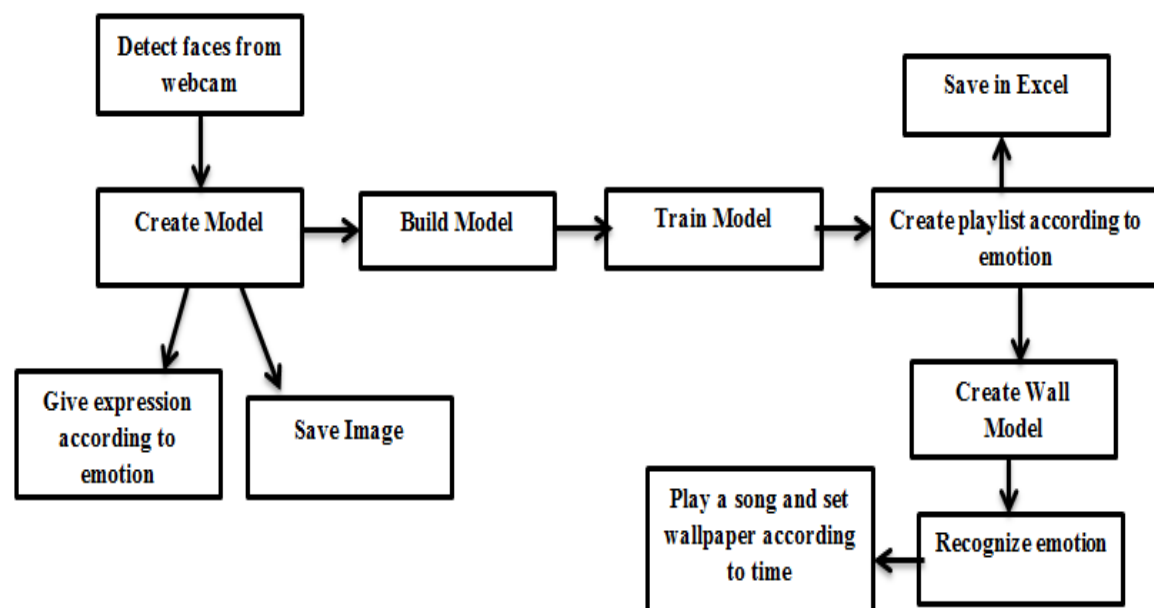 Detect faces from
webcam
Save in Excel
Create Model
Build Model
Train Model
Create playlist according to
emotion
Give expression
according to
emotion
Save Image
Create Wall
Model
Play a song and set
wallpaper according
to time
Recognize emotion